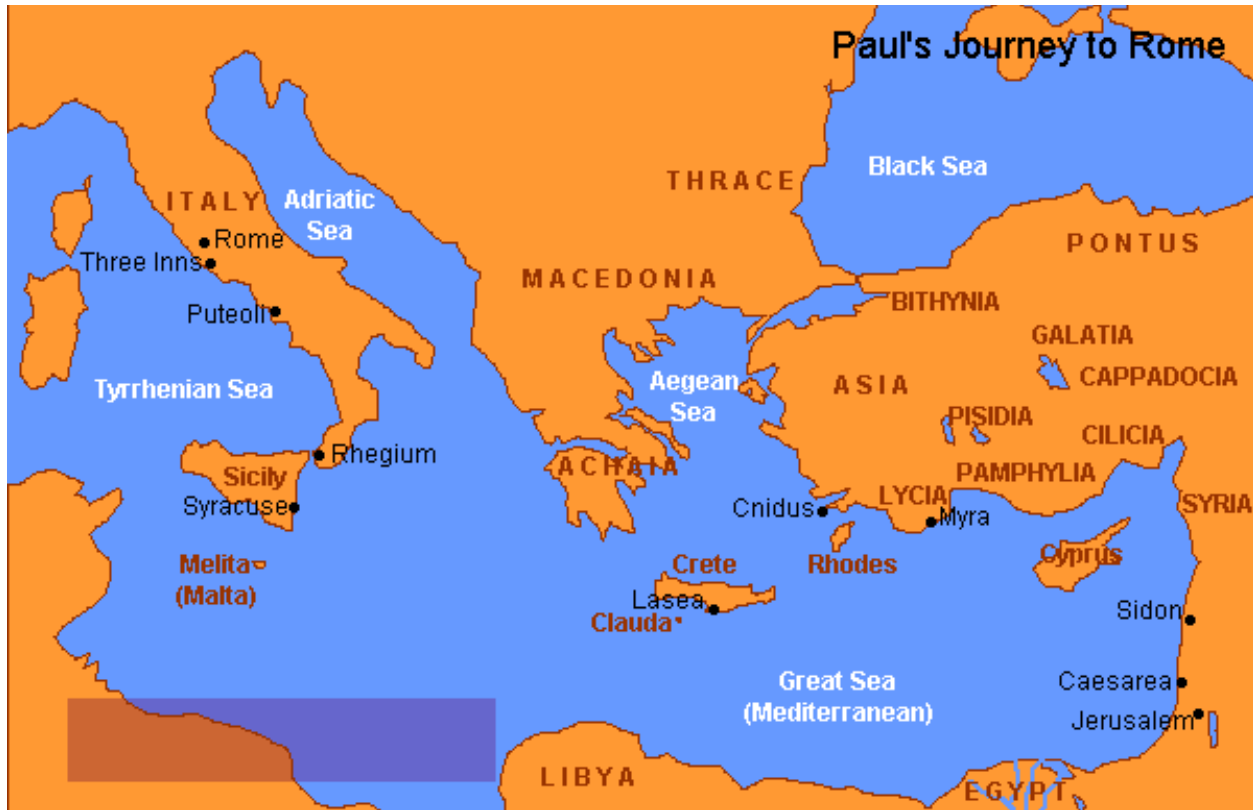 Paul's Journey to Rome
Black Sea
THRACE
ITALY
Adriatic
Sea
Rome
PONTUS
Three Inns
MACEDONIA
BITHYNIA
Puteoli
GALATIA
CAPPADOCIA
Tyrrhenian Sea
Aegean
Sea
ASIA
PISIDIA
CILICIA
Rhegium
Sicily
ACHAIA
PAMPHYLIA
LYCIA
SYRIA
Syracuse
Cnidus
Myra
Melita
(Malta)
Crete
Rhodes
Cyprus
Lasea
Clauda
Sidon
Great Sea
(Mediterranean)
Caesarea
Jerusalem
LIBYA
EGYPT